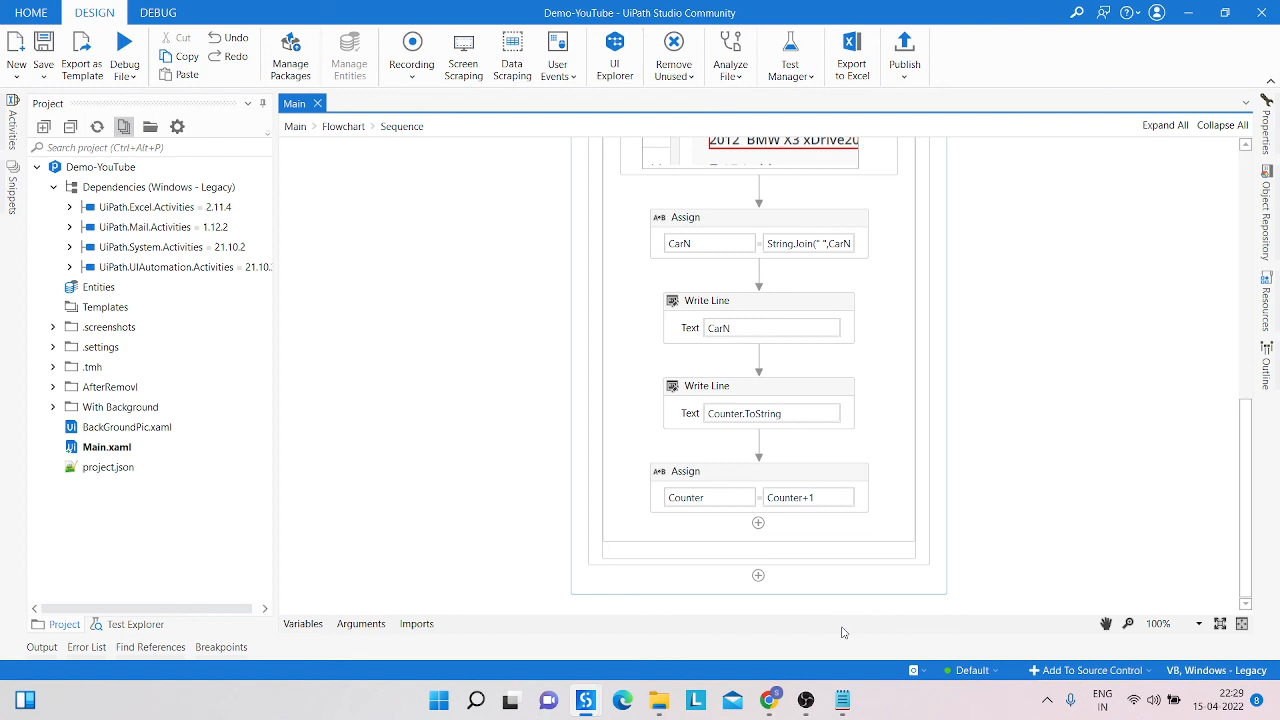 HOME DESIGN DEBUG Demo-YouTube - UiPath Studio Community
Cut Undo
Copy Redo
Paste
New Save Export as Template Debug File Manage Packages Manage Entities Recording Screen Scraping Data Scraping User Events UI Explorer Remove Unused Analyze File Test Manager Export to Excel Publish
Project
Main
Main > Flowchart > Sequence Expand All Collapse All
Search project (Ctrl+Alt+P)
Demo-YouTube
Dependencies (Windows - Legacy)
UiPath.Excel.Activities = 2.11.4
UiPath.Mail.Activities = 1.12.2
UiPath.System.Activities = 21.10.2
UiPath.UIAutomation.Activities = 21.10.
Entities
Templates
.screenshots
.settings
.tmh
AfterRemovl
With Background
BackGroundPic.xaml
Main.xaml
project.json
Project Test Explorer
Activities
Snippets
2012 BMW X3 xDrive20
A*B Assign
CarN = String.Join(" ",CarN
Write Line
Text CarN
Write Line
Text Counter.ToString
A*B Assign
Counter = Counter+1
Properties
Object Repository
Resources
Outline
Variables Arguments Imports 100%
Output Error List Find References Breakpoints
Default Add To Source Control VB, Windows - Legacy
ENG
IN
22:29
15-04-2022
8